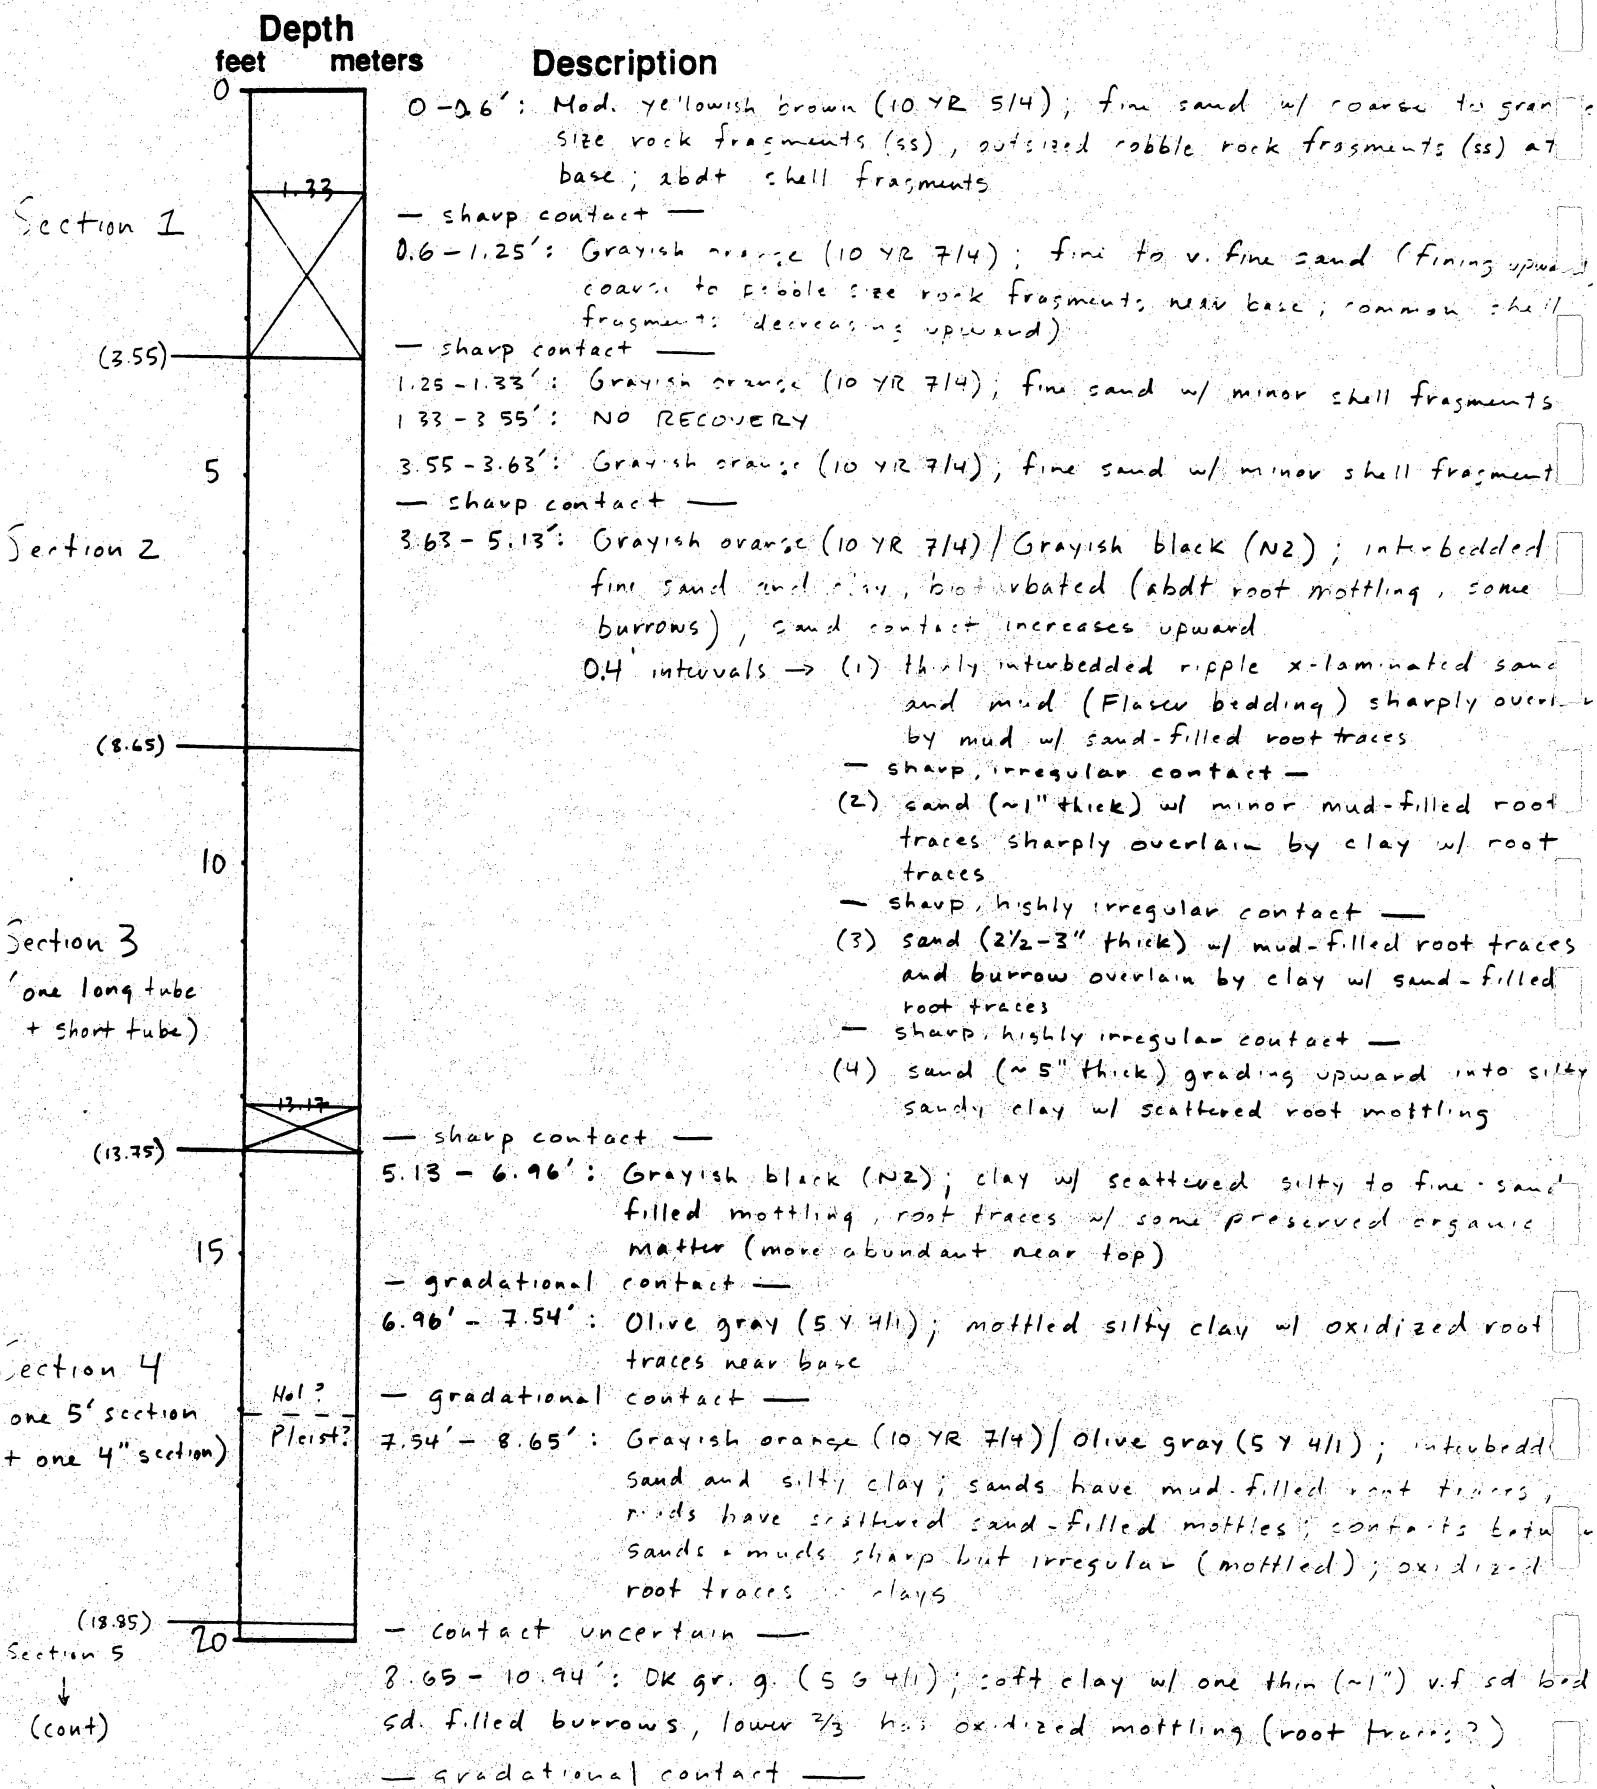 Depth
feet meters Description
0
0-0.6': Mod. yellowish brown (10 YR 5/4); fine sand w/ coarse to
size rock fragments (ss), outsized cobble rock fragments (ss) at
base; abdt shell fragments
1.33
— sharp contact —
Section 1
0.6-1.25': Grayish orange (10 YR 7/4); fine to v. fine sand (fining upward
coarse to pebble size rock fragments near base; common shell
fragments decreasing upward)
— sharp contact —
(3.55)
1.25-1.33': Grayish orange (10 YR 7/4); fine sand w/ minor shell fragments
1 33-3 55': NO RECOVERY
5
3.55-3.63': Grayish orange (10 YR 7/4); fine sand w/ minor shell fragment
— sharp contact —
Section 2
3.63-5.13': Grayish orange (10 YR 7/4)/Grayish black (N2); interbedded
fine sand and clay, bioturbated (abdt root mottling, some
burrows), sand contact increases upward
0.4' intervals → (1) thinly interbedded ripple x-laminated sand
and mud (Flaser bedding) sharply
by mud w/ sand-filled root traces
(8.65)
— sharp, irregular contact —
(2) sand (~1" thick) w/ minor mud-filled root
traces sharply overlain by clay w/ root
traces
10
— sharp, highly irregular contact —
Section 3
(3) sand (2½-3" thick) w/ mud-filled root traces
and burrow overlain by clay w/ sand-filled
root traces
(one long tube
+ short tube)
— sharp, highly irregular contact —
(4) sand (~5" thick) grading upward into silty
sandy clay w/ scattered root mottling
13.17
— sharp contact —
(13.75)
5.13-6.96': Grayish black (N2); clay w/ scattered silty to fine-sand
filled mottling, root traces w/ some preserved organic
matter (more abundant near top)
15
— gradational contact —
6.96'-7.54': Olive gray (5 Y 4/1); mottled silty clay w/ oxidized root
traces near base
Section 4
Hol?
— gradational contact —
one 5' section
Pleist?
+ one 4" section)
7.54'-8.65': Grayish orange (10 YR 7/4)/Olive gray (5 Y 4/1); interbedd
sand and silty clay; sands have mud-filled root traces,
muds have scattered sand-filled mottles; contacts
sands + muds sharp but irregular (mottled); oxidized
root traces clays
(18.85)
— contact uncertain —
20
Section 5
↓
(cont)
8.65-10.94': Dk gr. g. (5 G 4/1); soft clay w/ one thin (~1") v.f sd bed
sd. filled burrows, lower ⅔ has oxidized mottling (root traces?)
— gradational contact —